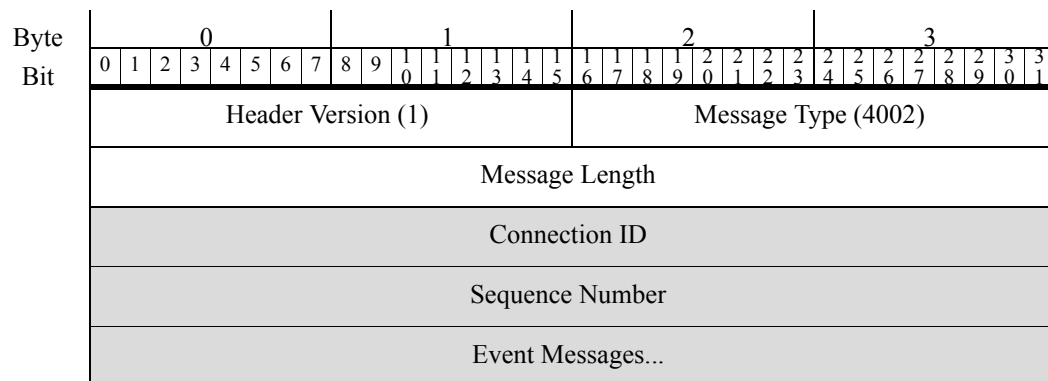 Byte 0 1 2 3
Bit 0 1 2 3 4 5 6 7 8 9 10 11 12 13 14 15 16 17 18 19 20 21 22 23 24 25 26 27 28 29 30 31
Header Version (1) Message Type (4002)
Message Length
Connection ID
Sequence Number
Event Messages...